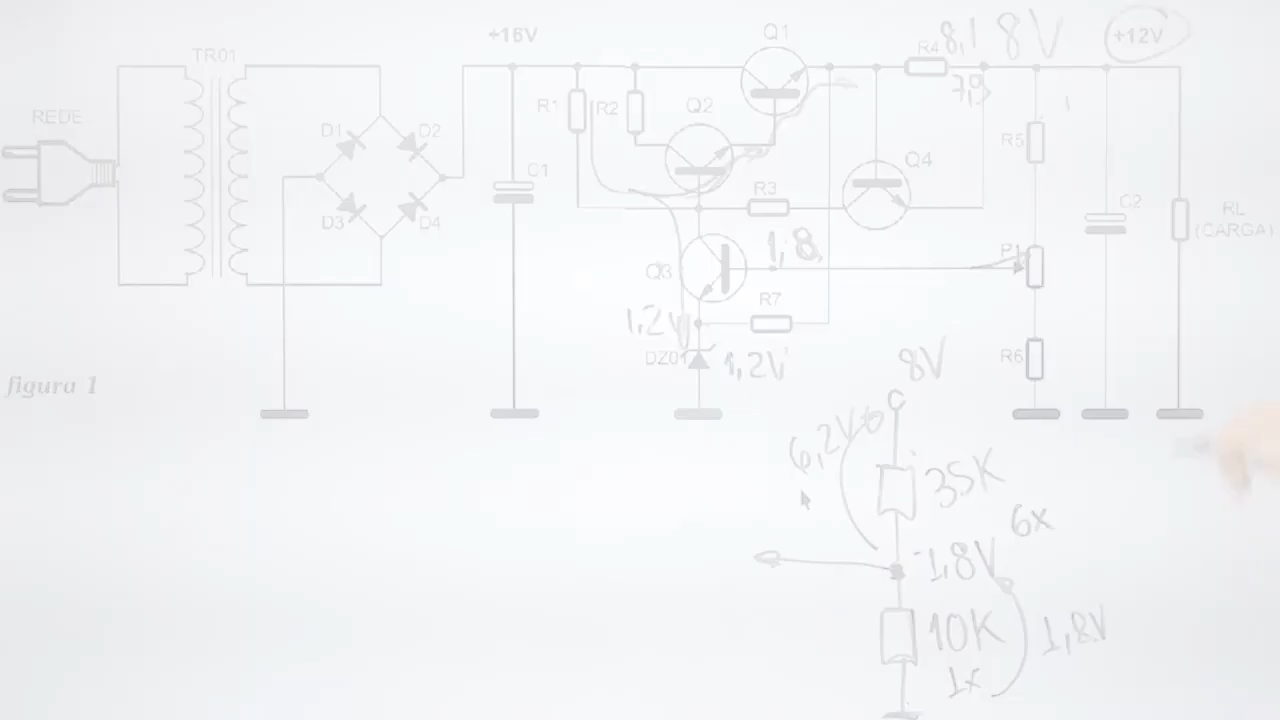 +16V
Q1
R4
8,1
8V
+12V
TR01
7,9
REDE
R1
R2
Q2
D1
D2
R5
C1
Q4
R3
C2
RL
(CARGA)
D3
D4
1,8
P1
Q3
R7
1,2V
DZ01
1,2V
R6
8V
figura 1
6,2V
35K
6x
1,8V
10K
1,8V
1x